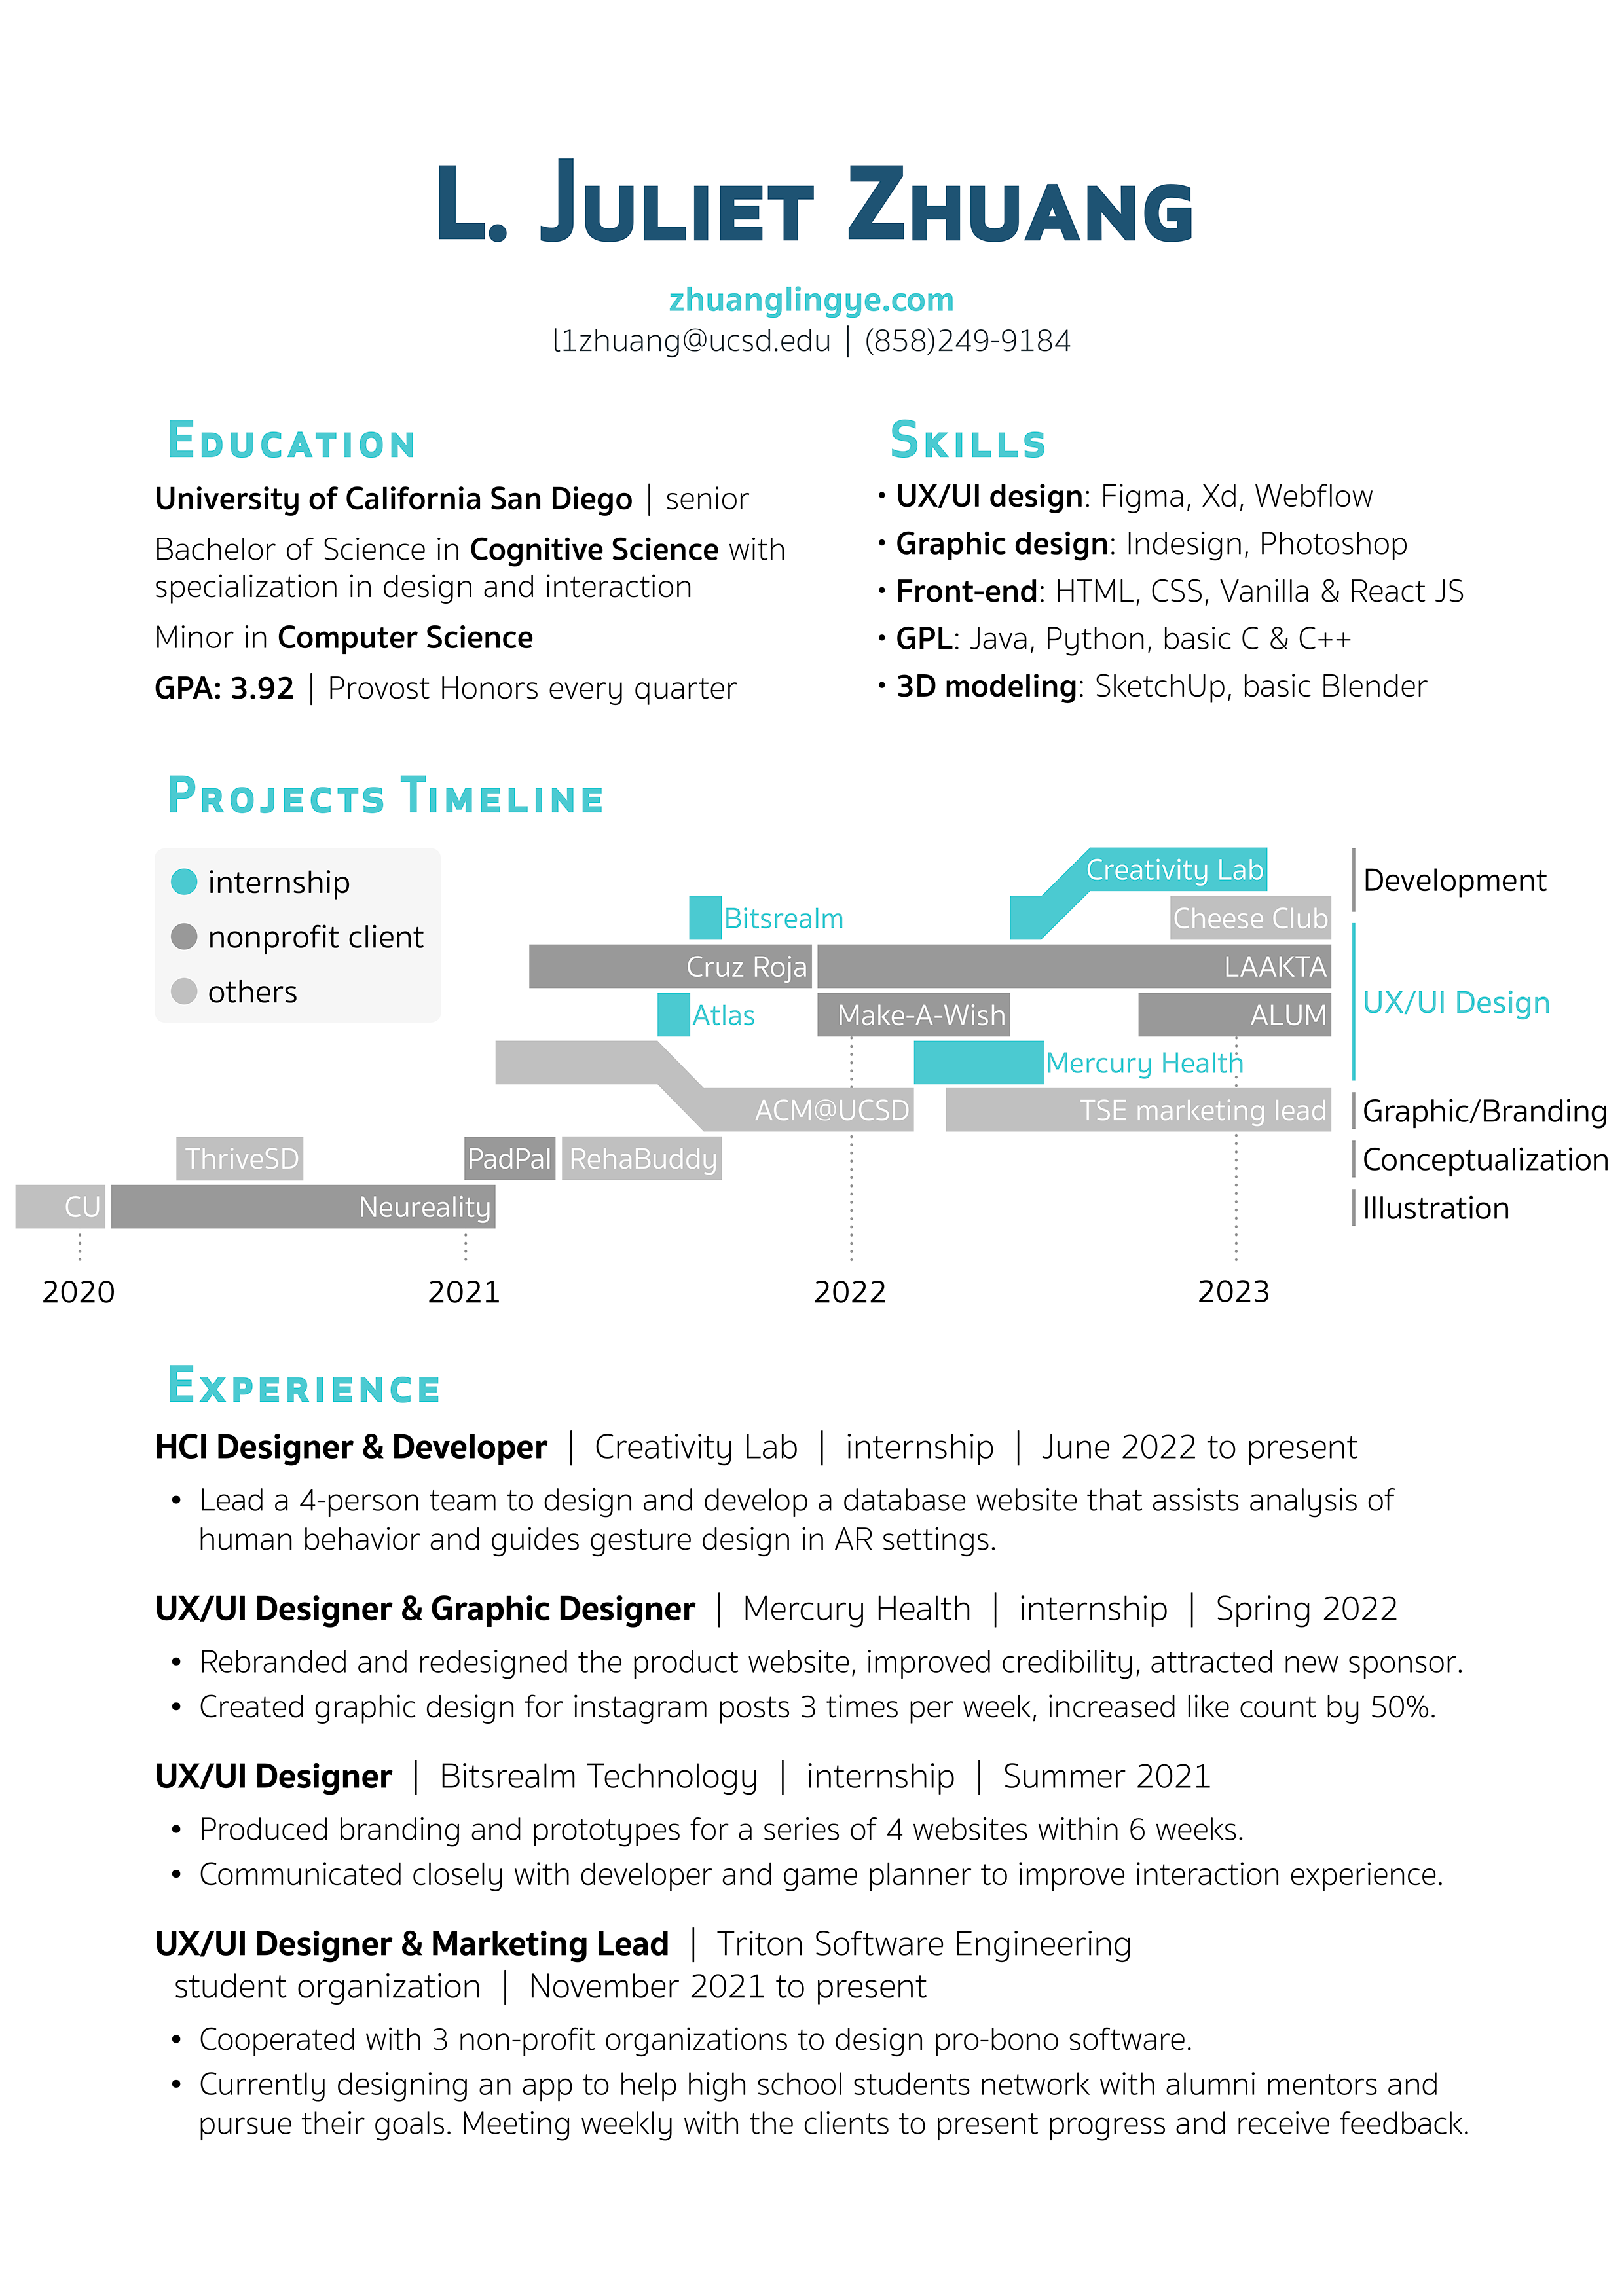 L. Juliet Zhuang
zhuanglingye.com
l1zhuang@ucsd.edu | (858)249-9184
Education
University of California San Diego | senior
Bachelor of Science in Cognitive Science with
specialization in design and interaction
Minor in Computer Science
GPA: 3.92 | Provost Honors every quarter
Skills
• UX/UI design: Figma, Xd, Webflow
• Graphic design: Indesign, Photoshop
• Front-end: HTML, CSS, Vanilla & React JS
• GPL: Java, Python, basic C & C++
• 3D modeling: SketchUp, basic Blender
Projects Timeline
internship
nonprofit client
others
Creativity Lab
Development
Bitsrealm
Cheese Club
Cruz Roja
LAAKTA
UX/UI Design
Atlas
Make-A-Wish
ALUM
Mercury Health
ACM@UCSD
TSE marketing lead
Graphic/Branding
ThriveSD
PadPal
RehaBuddy
Conceptualization
CU
Neureality
Illustration
2020
2021
2022
2023
Experience
HCI Designer & Developer | Creativity Lab | internship | June 2022 to present
• Lead a 4-person team to design and develop a database website that assists analysis of
human behavior and guides gesture design in AR settings.
UX/UI Designer & Graphic Designer | Mercury Health | internship | Spring 2022
• Rebranded and redesigned the product website, improved credibility, attracted new sponsor.
• Created graphic design for instagram posts 3 times per week, increased like count by 50%.
UX/UI Designer | Bitsrealm Technology | internship | Summer 2021
• Produced branding and prototypes for a series of 4 websites within 6 weeks.
• Communicated closely with developer and game planner to improve interaction experience.
UX/UI Designer & Marketing Lead | Triton Software Engineering
student organization | November 2021 to present
• Cooperated with 3 non-profit organizations to design pro-bono software.
• Currently designing an app to help high school students network with alumni mentors and
pursue their goals. Meeting weekly with the clients to present progress and receive feedback.